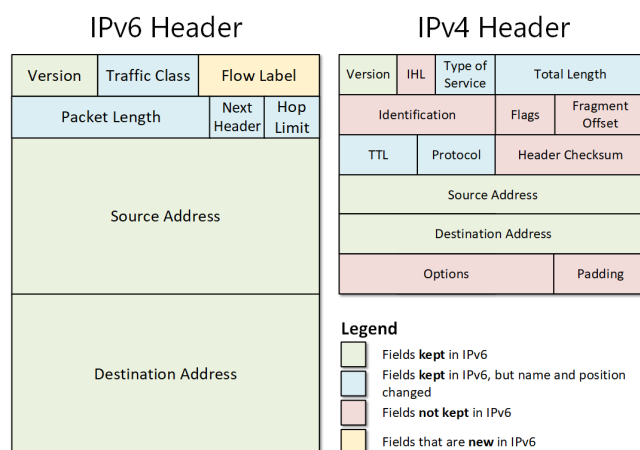 IPv6 Header
Version
Traffic Class
Flow Label
Packet Length
Next
Header
Hop
Limit
Source Address
Destination Address
IPv4 Header
Version
IHL
Type of
Service
Total Length
Identification
Flags
Fragment
Offset
TTL
Protocol
Header Checksum
Source Address
Destination Address
Options
Padding
Legend
Fields kept in IPv6
Fields kept in IPv6, but name and position
changed
Fields not kept in IPv6
Fields that are new in IPv6